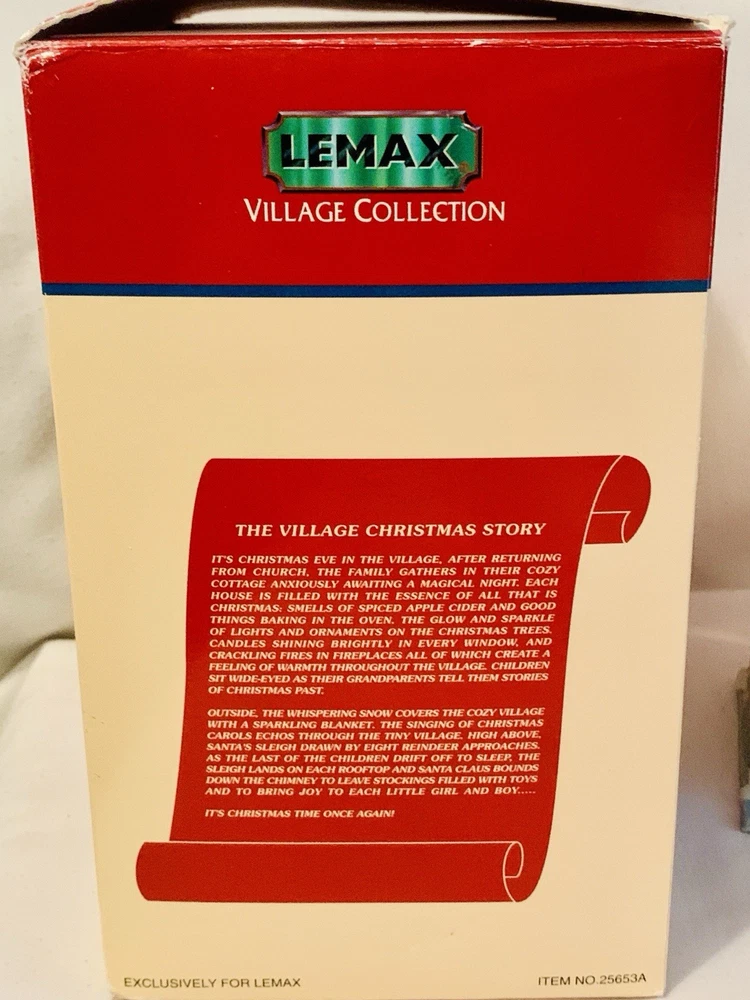 LEMAX
VILLAGE COLLECTION
THE VILLAGE CHRISTMAS STORY
IT'S CHRISTMAS EVE IN THE VILLAGE, AFTER RETURNING
FROM CHURCH, THE FAMILY GATHERS IN THEIR COZY
COTTAGE ANXIOUSLY AWAITING A MAGICAL NIGHT. EACH
HOUSE IS FILLED WITH THE ESSENCE OF ALL THAT IS
CHRISTMAS: SMELLS OF SPICED APPLE CIDER AND GOOD
THINGS BAKING IN THE OVEN. THE GLOW AND SPARKLE
OF LIGHTS AND ORNAMENTS ON THE CHRISTMAS TREES.
CANDLES SHINING BRIGHTLY IN EVERY WINDOW, AND
CRACKLING FIRES IN FIREPLACES ALL OF WHICH CREATE A
FEELING OF WARMTH THROUGHOUT THE VILLAGE. CHILDREN
SIT WIDE-EYED AS THEIR GRANDPARENTS TELL THEM STORIES
OF CHRISTMAS PAST.
OUTSIDE, THE WHISPERING SNOW COVERS THE COZY VILLAGE
WITH A SPARKLING BLANKET. THE SINGING OF CHRISTMAS
CAROLS ECHOS THROUGH THE TINY VILLAGE. HIGH ABOVE,
SANTA'S SLEIGH DRAWN BY EIGHT REINDEER APPROACHES.
AS THE LAST OF THE CHILDREN DRIFT OFF TO SLEEP, THE
SLEIGH LANDS ON EACH ROOFTOP AND SANTA CLAUS BOUNDS
DOWN THE CHIMNEY TO LEAVE STOCKINGS FILLED WITH TOYS
AND TO BRING JOY TO EACH LITTLE GIRL AND BOY.....
IT'S CHRISTMAS TIME ONCE AGAIN!
EXCLUSIVELY FOR LEMAX
ITEM NO.25653A